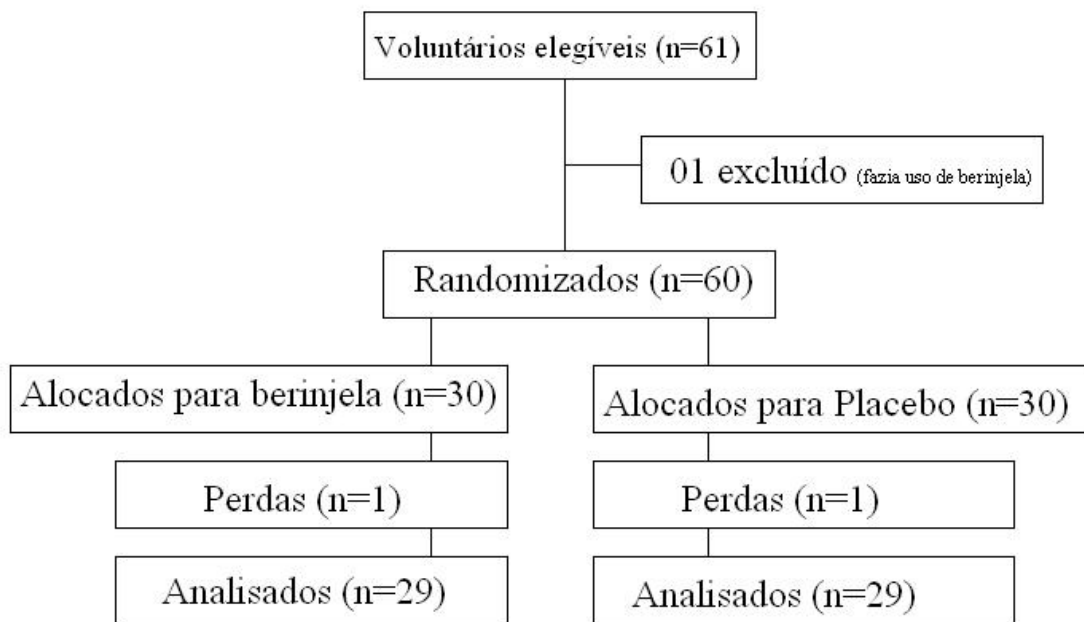 Voluntários elegíveis (n=61)
01 excluído (fazia uso de berinjela)
Randomizados (n=60)
Alocados para berinjela (n=30)
Alocados para Placebo (n=30)
Perdas (n=1)
Perdas (n=1)
Analisados (n=29)
Analisados (n=29)